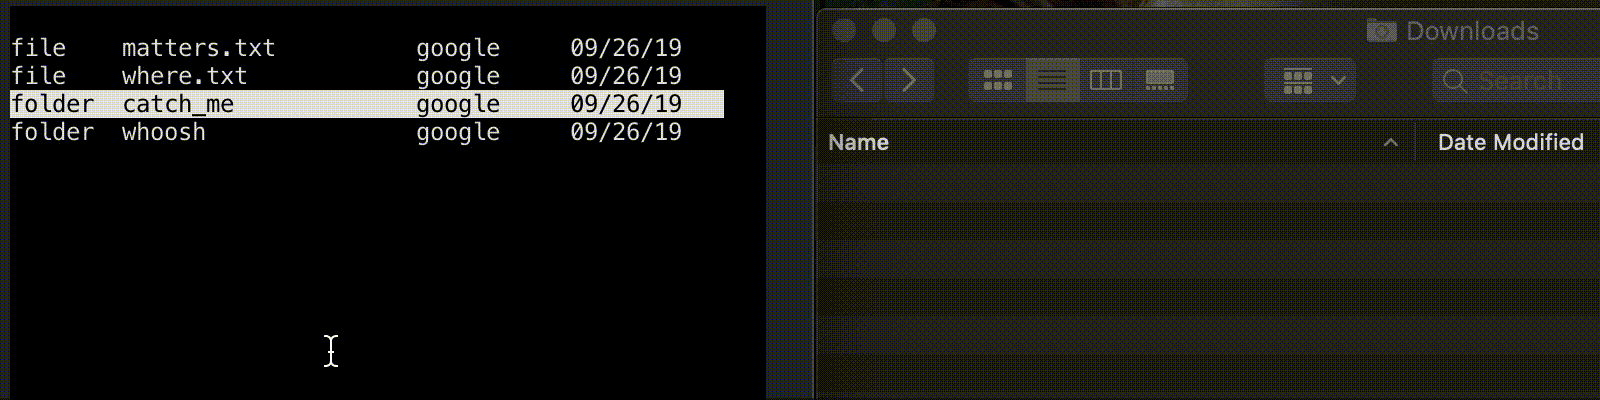 file matters.txt google 09/26/19
file where.txt google 09/26/19
folder catch_me google 09/26/19
folder whoosh google 09/26/19
Downloads
Search
Name Date Modified